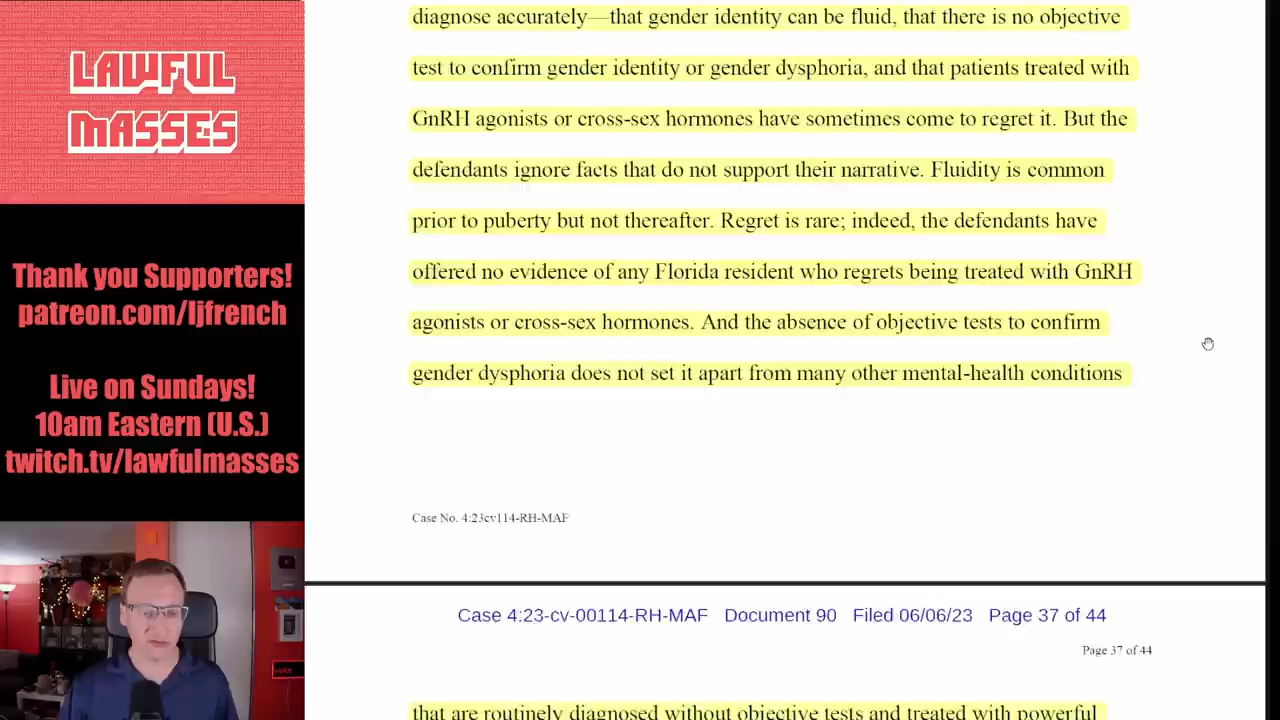 LAWFUL
MASSES
Thank you Supporters!
patreon.com/ljfrench
Live on Sundays!
10am Eastern (U.S.)
twitch.tv/lawfulmasses
diagnose accurately—that gender identity can be fluid, that there is no objective
test to confirm gender identity or gender dysphoria, and that patients treated with
GnRH agonists or cross-sex hormones have sometimes come to regret it. But the
defendants ignore facts that do not support their narrative. Fluidity is common
prior to puberty but not thereafter. Regret is rare; indeed, the defendants have
offered no evidence of any Florida resident who regrets being treated with GnRH
agonists or cross-sex hormones. And the absence of objective tests to confirm
gender dysphoria does not set it apart from many other mental-health conditions
Case No. 4:23cv114-RH-MAF
Case 4:23-cv-00114-RH-MAF Document 90 Filed 06/06/23 Page 37 of 44
Page 37 of 44
that are routinely diagnosed without objective tests and treated with powerful